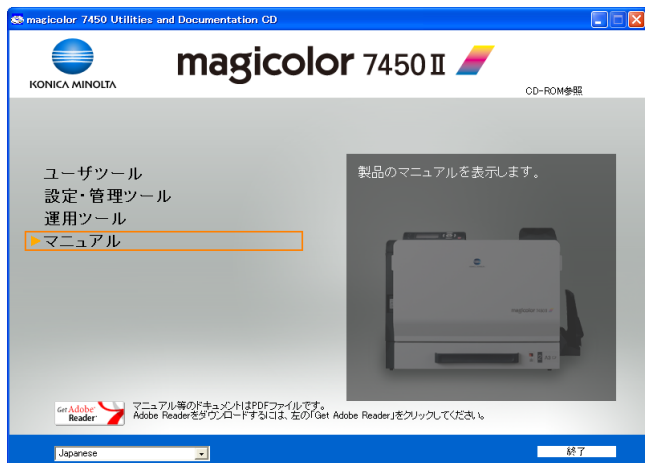 magicolor 7450 Utilities and Documentation CD
KONICA MINOLTA
magicolor 7450 II
CD-ROM参照
ユーザツール
設定・管理ツール
運用ツール
マニュアル
製品のマニュアルを表示します。
magicolor 7450 II
Get Adobe Reader
マニュアル等のドキュメントはPDFファイルです。
Adobe Readerをダウンロードするには、左の「Get Adobe Reader」をクリックしてください。
Japanese
終了